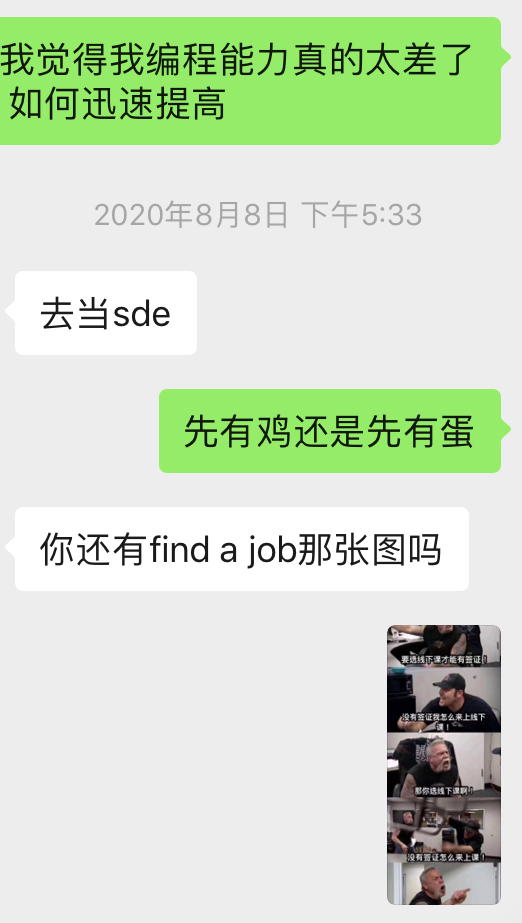 我觉得我编程能力真的太差了
如何迅速提高
2020年8月8日 下午5:33
去当sde
先有鸡还是先有蛋
你还有find a job那张图吗
要选线下课才能有签证！
没有签证我怎么来上线下
课！
那你选线下课啊！
没有签证怎么来上课！